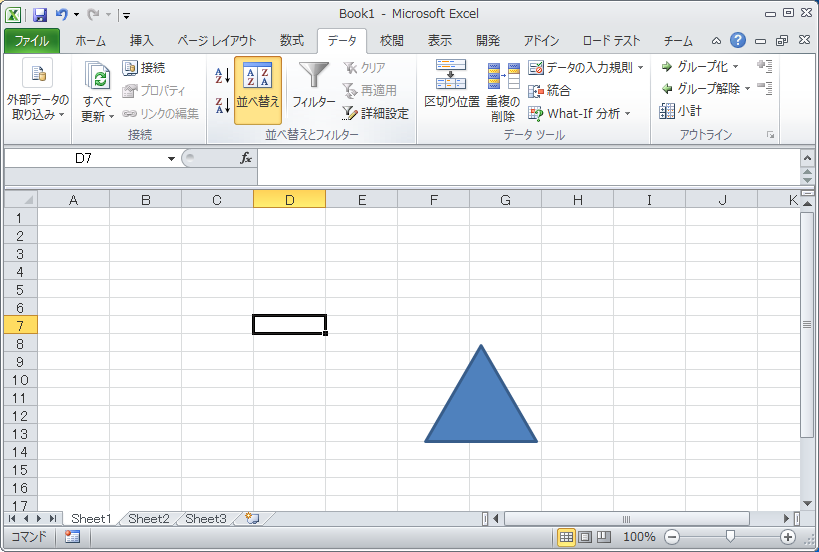 Book1 - Microsoft Excel
ファイル ホーム 挿入 ページ レイアウト 数式 データ 校閲 表示 開発 アドイン ロード テスト チーム
外部データの
取り込み
すべて
更新
接続
プロパティ
リンクの編集
接続
並べ替え
フィルター
クリア
再適用
詳細設定
並べ替えとフィルター
区切り位置
重複の
削除
データの入力規則
統合
What-If 分析
データ ツール
グループ化
グループ解除
小計
アウトライン
D7
fx
A B C D E F G H I J K
1
2
3
4
5
6
7
8
9
10
11
12
13
14
15
16
17
Sheet1 Sheet2 Sheet3
コマンド 100%